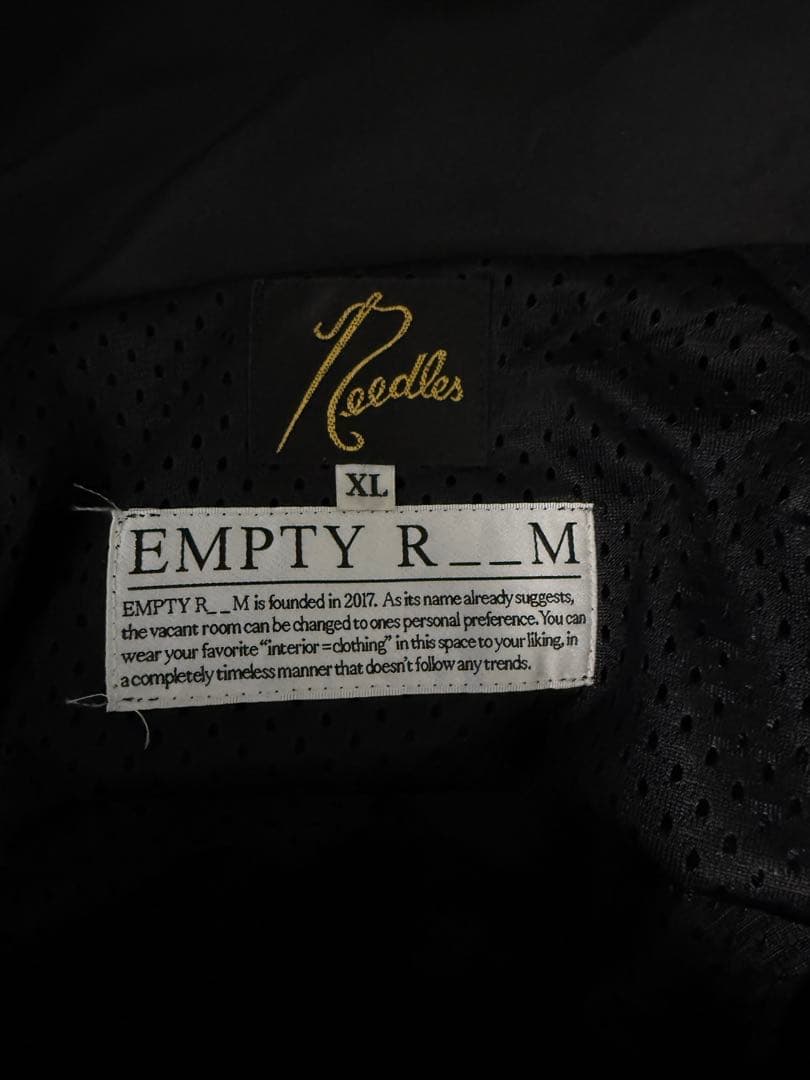 Needles
XL
EMPTY R__M
EMPTY R__M is founded in 2017. As its name already suggests,
the vacant room can be changed to ones personal preference. You can
wear your favorite "interior=clothing" in this space to your liking, in
a completely timeless manner that doesn't follow any trends.